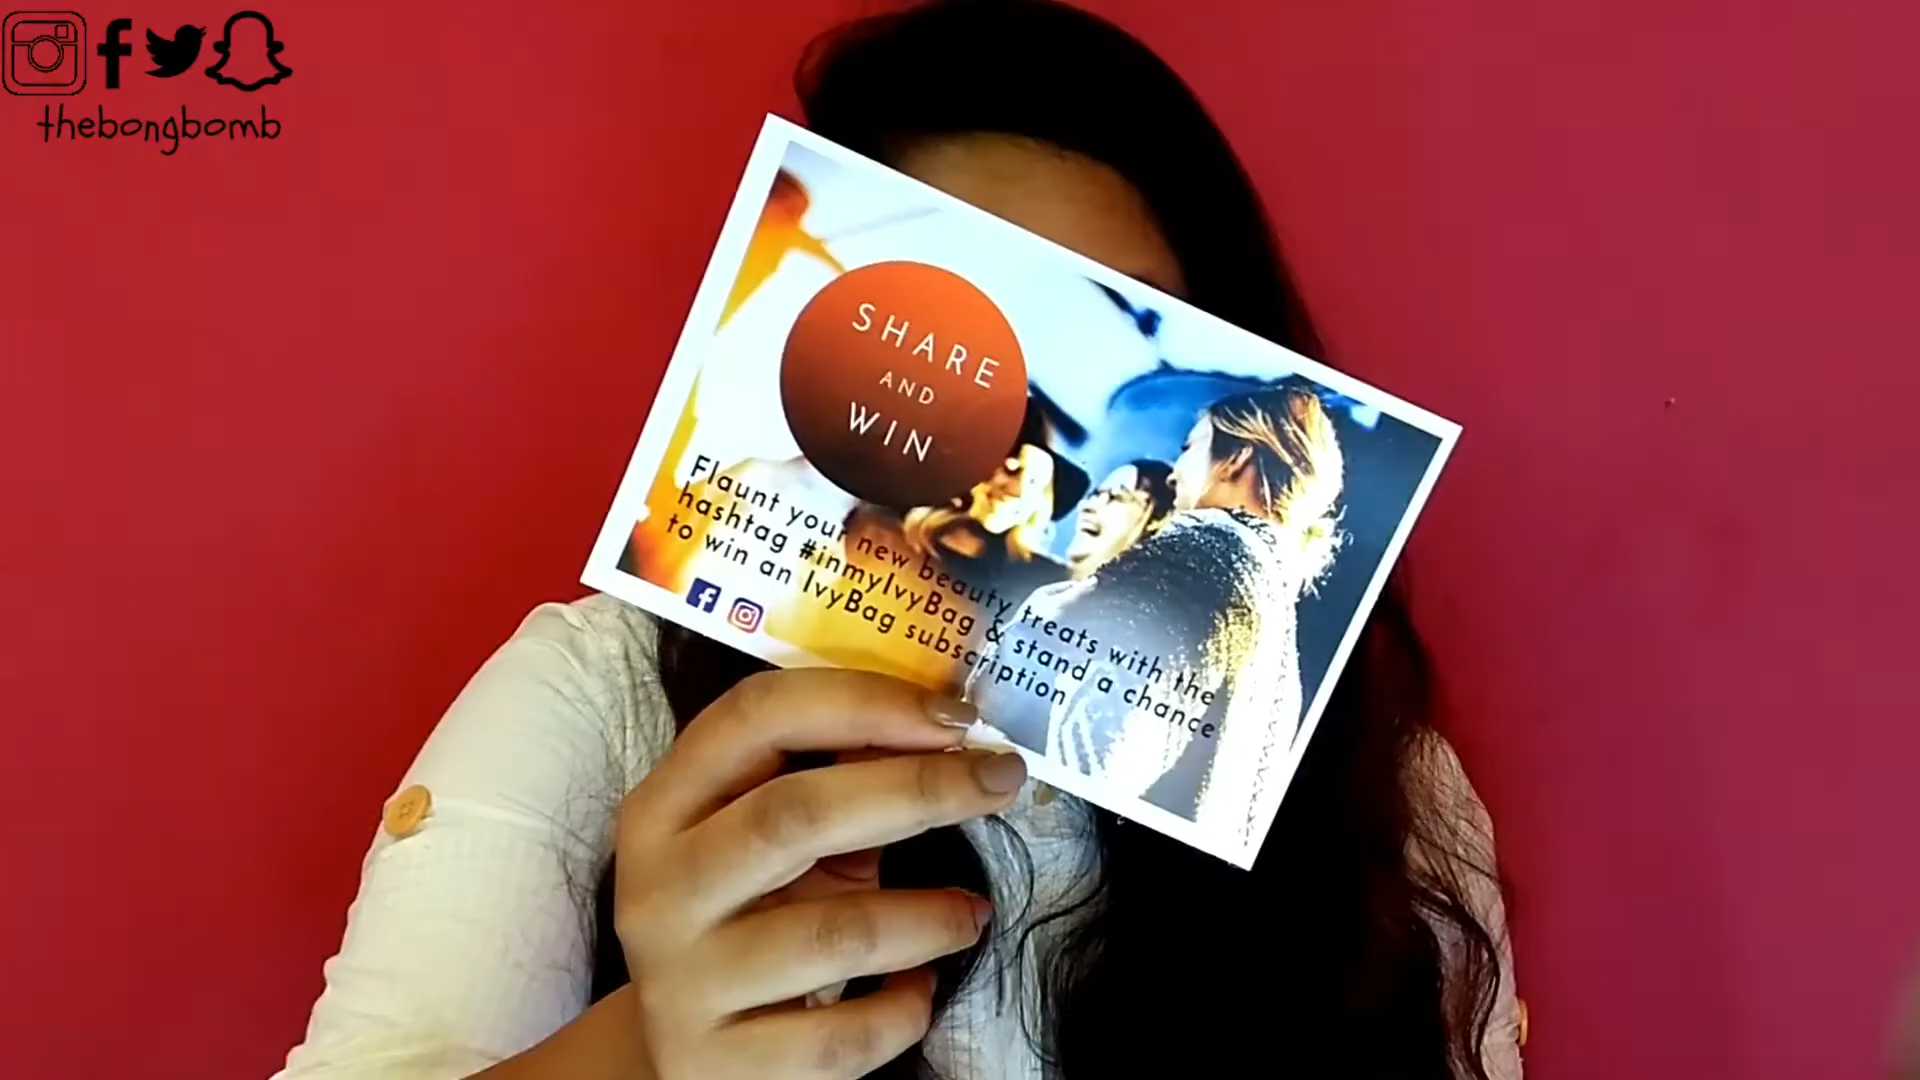 thebongbomb
SHARE
AND
WIN
Flaunt your new beauty treats with the
hashtag #inmyIvyBag & stand a chance
to win an IvyBag subscription